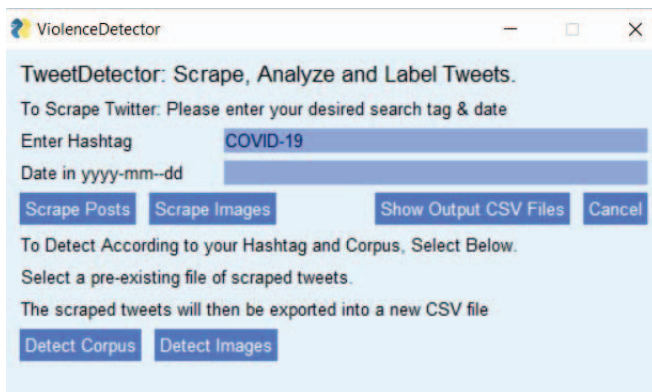 ViolenceDetector
TweetDetector: Scrape, Analyze and Label Tweets.
To Scrape Twitter: Please enter your desired search tag & date
Enter Hashtag COVID-19
Date in yyyy-mm--dd
Scrape Posts Scrape Images Show Output CSV Files Cancel
To Detect According to your Hashtag and Corpus, Select Below.
Select a pre-existing file of scraped tweets.
The scraped tweets will then be exported into a new CSV file
Detect Corpus Detect Images